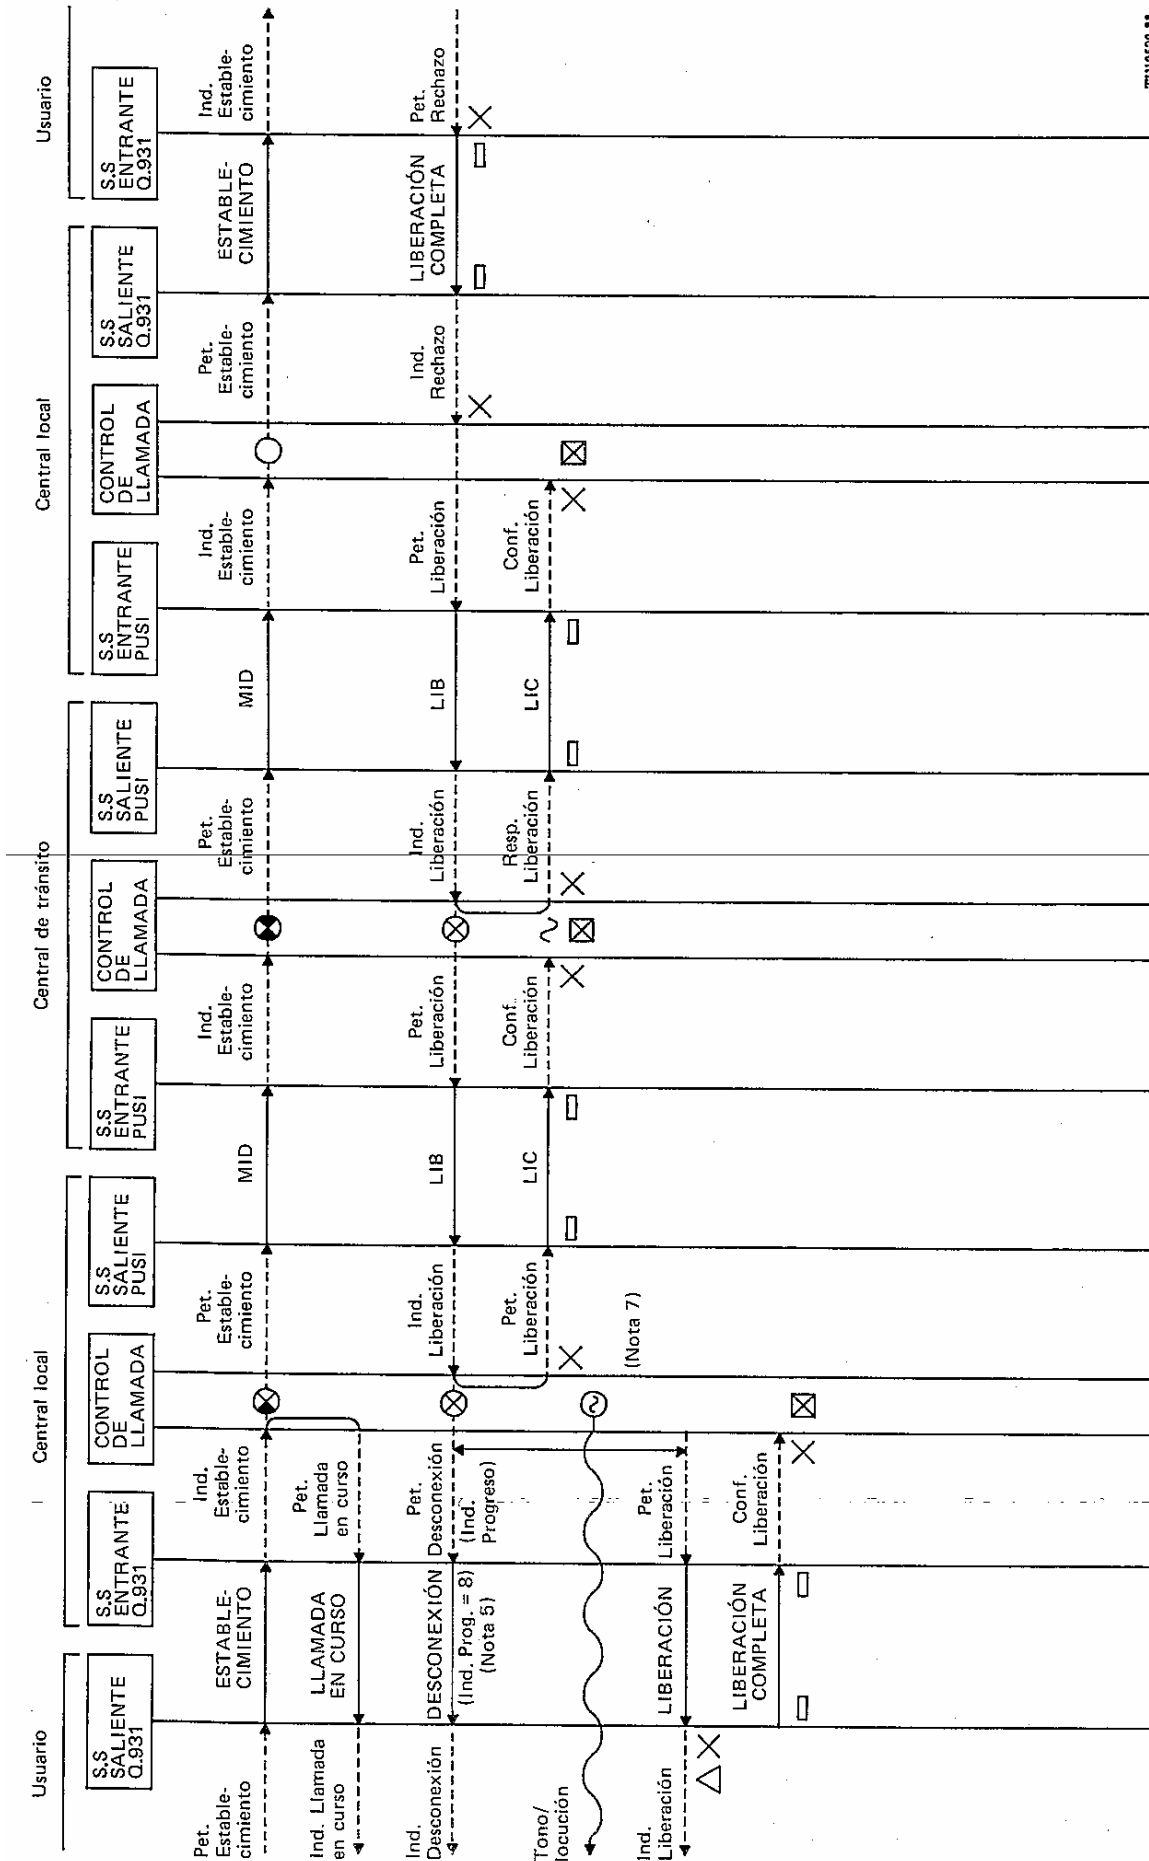 Usuario
Central local
Central de tránsito
Central local
Usuario
S.S
SALIENTE
Q.931
S.S
ENTRANTE
Q.931
CONTROL
DE
LLAMADA
S.S
SALIENTE
PUSI
S.S
ENTRANTE
PUSI
CONTROL
DE
LLAMADA
S.S
SALIENTE
PUSI
S.S
ENTRANTE
PUSI
CONTROL
DE
LLAMADA
S.S
SALIENTE
Q.931
S.S
ENTRANTE
Q.931
Pet.
Estable-
cimiento
ESTABLE-
CIMIENTO
Ind.
Estable-
cimiento
Pet.
Estable-
cimiento
MID
Ind.
Estable-
cimiento
Pet.
Estable-
cimiento
MID
Ind.
Estable-
cimiento
Pet.
Estable-
cimiento
ESTABLE-
CIMIENTO
Ind.
Estable-
cimiento
Ind. Llamada
en curso
LLAMADA
EN CURSO
Pet.
Llamada
en curso
Ind.
Desconexión
DESCONEXIÓN
(Ind. Prog. = 8)
(Nota 5)
Pet.
Desconexión
(Ind.
Progreso)
Ind.
Liberación
LIB
Pet.
Liberación
Ind.
Liberación
LIB
Pet.
Liberación
Ind.
Rechazo
LIBERACIÓN
COMPLETA
Pet.
Rechazo
Pet.
Liberación
LIC
Conf.
Liberación
Resp.
Liberación
LIC
Conf.
Liberación
Tono/
locución
(Nota 7)
Ind.
Liberación
LIBERACIÓN
Pet.
Liberación
LIBERACIÓN
COMPLETA
Conf.
Liberación